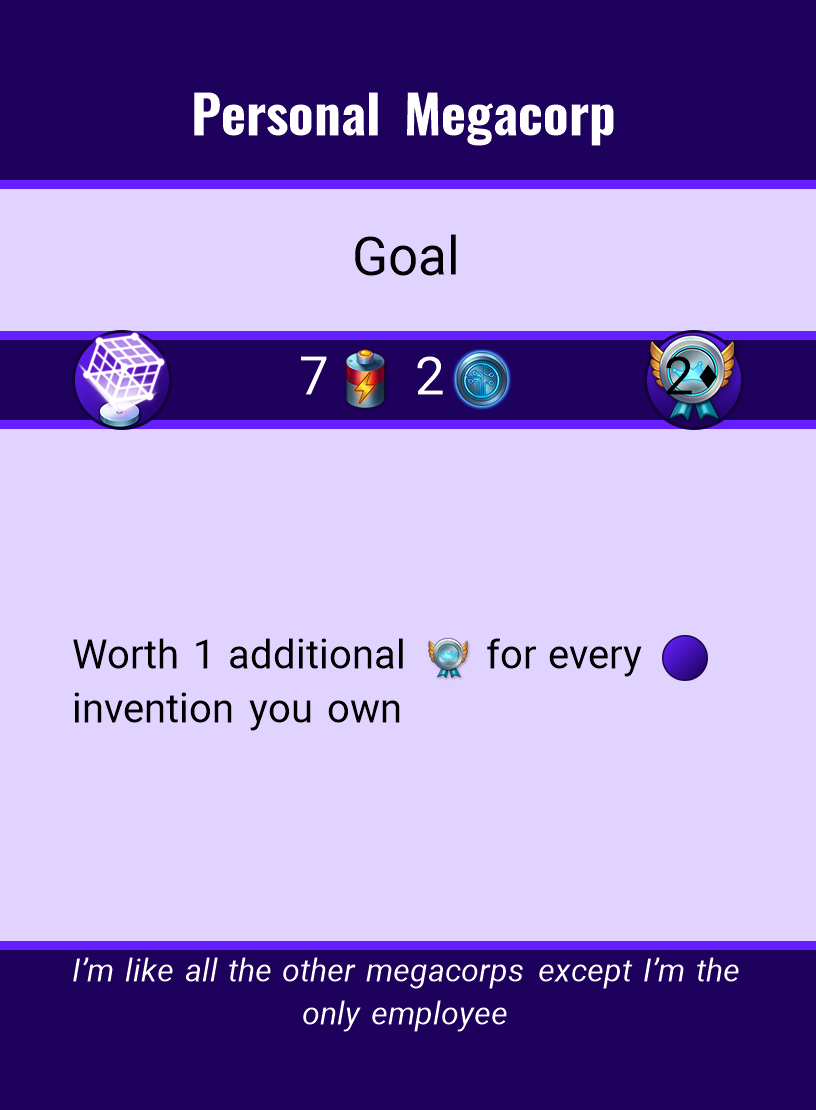 Personal Megacorp
Goal
7 2 2♦
Worth 1 additional for every
invention you own
I'm like all the other megacorps except I'm the
only employee